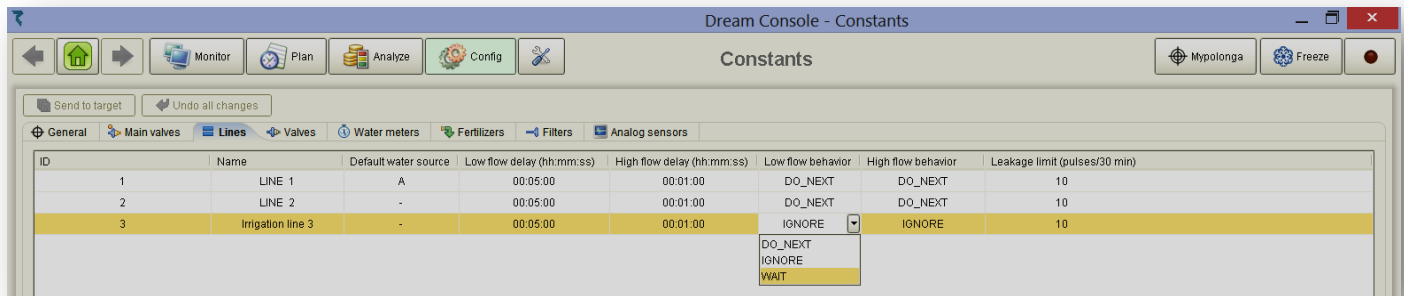 Dream Console - Constants
Monitor Plan Analyze Config Constants Mypolonga Freeze
Send to target Undo all changes
General Main valves Lines Valves Water meters Fertilizers Filters Analog sensors
ID Name Default water source Low flow delay (hh:mm:ss) High flow delay (hh:mm:ss) Low flow behavior High flow behavior Leakage limit (pulses/30 min)
1 LINE 1 A 00:05:00 00:01:00 DO_NEXT DO_NEXT 10
2 LINE 2 - 00:05:00 00:01:00 DO_NEXT DO_NEXT 10
3 Irrigation line 3 - 00:05:00 00:01:00 IGNORE IGNORE 10
DO_NEXT
IGNORE
WAIT